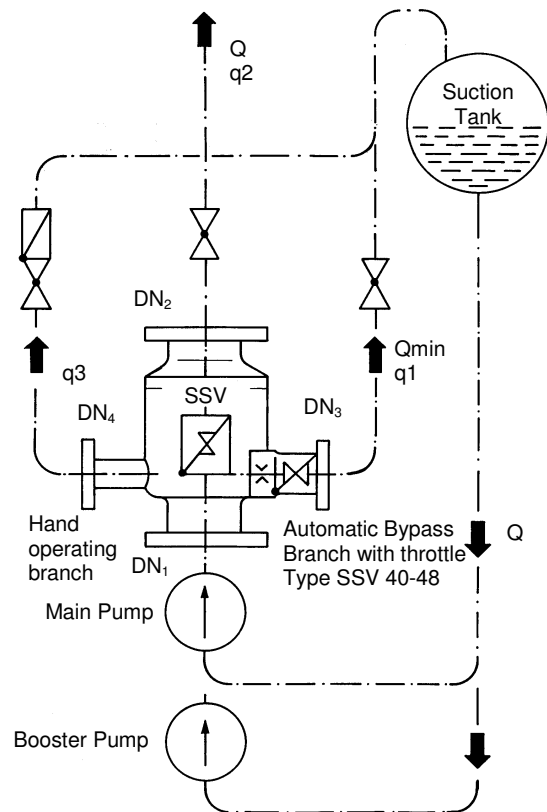 Q
q2
Suction
Tank
DN₂
q3
Qmin
q1
SSV
DN₄
DN₃
Hand
operating
branch
DN₁
Automatic Bypass
Branch with throttle
Type SSV 40-48
Q
Main Pump
Booster Pump